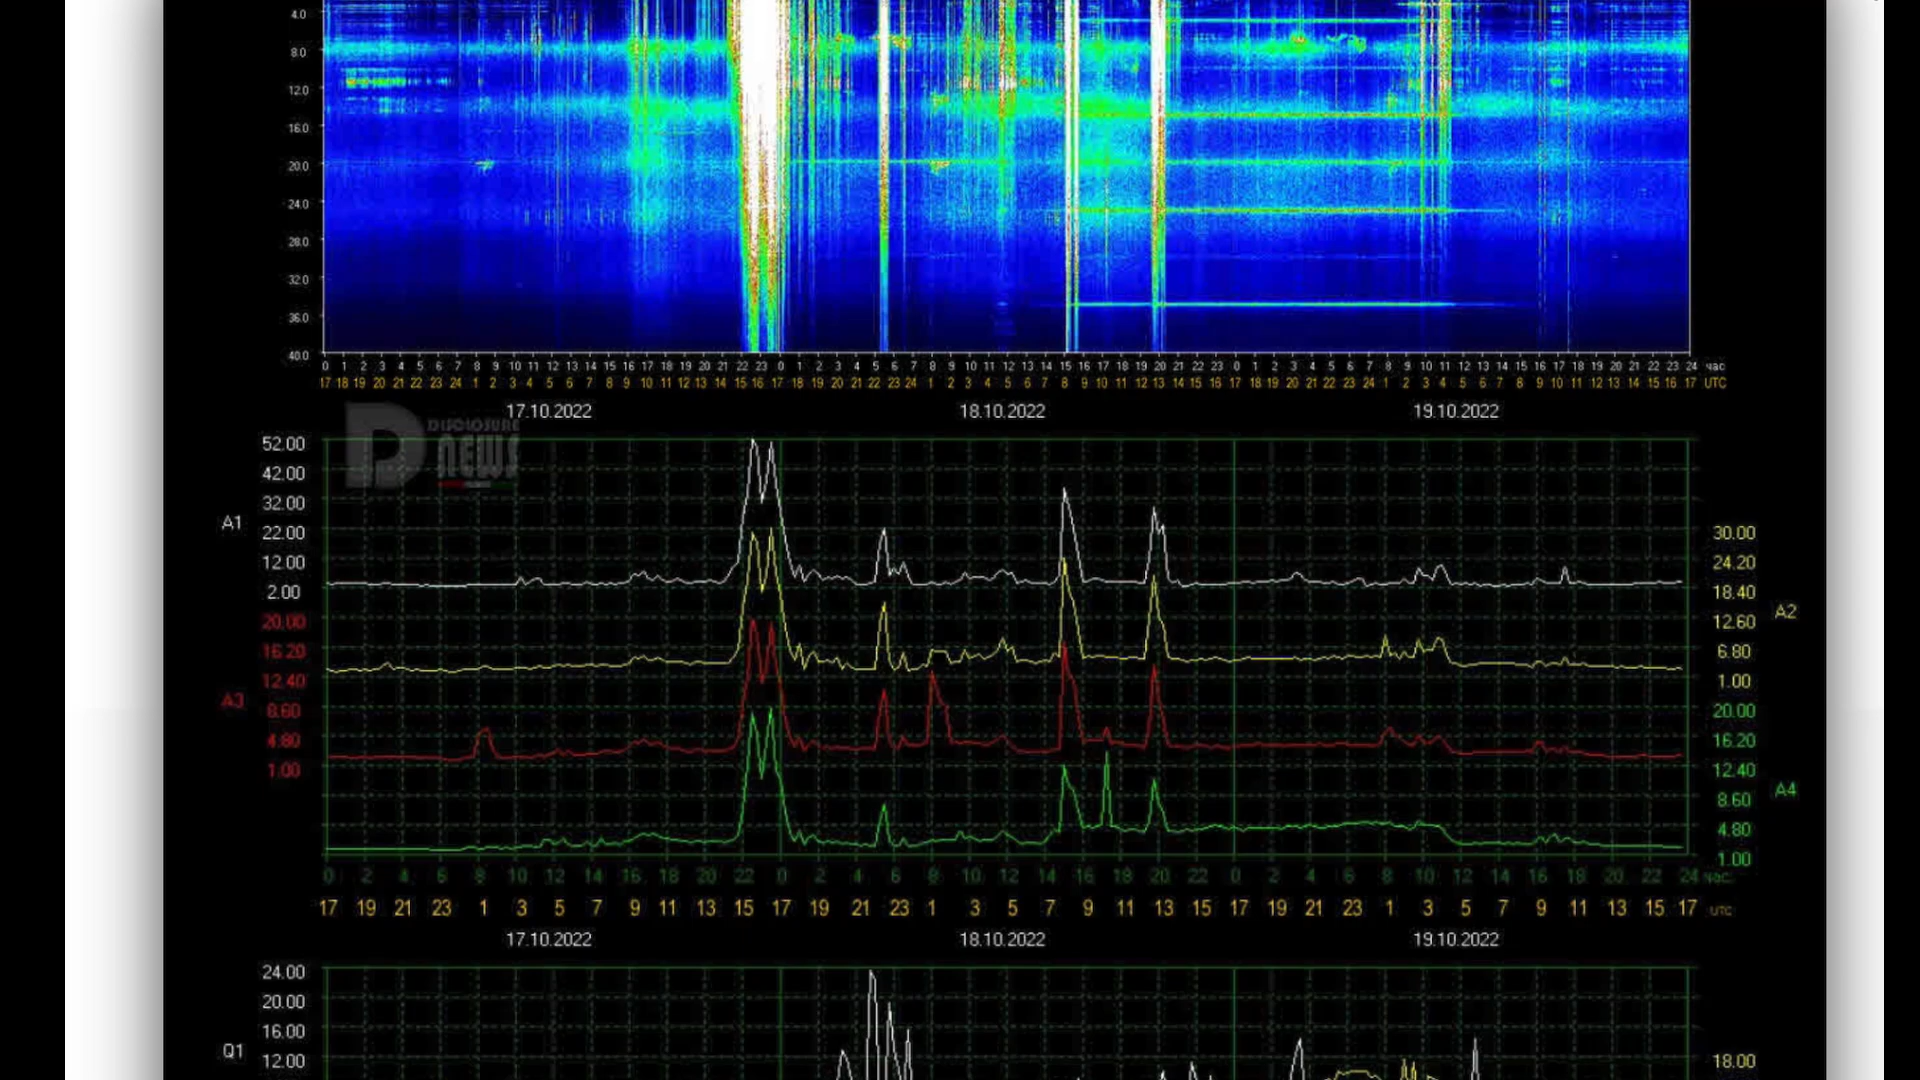 4.0
8.0
12.0
16.0
20.0
24.0
28.0
32.0
36.0
40.0
0 1 2 3 4 5 6 7 8 9 10 11 12 13 14 15 16 17 18 19 20 21 22 23 0 1 2 3 4 5 6 7 8 9 10 11 12 13 14 15 16 17 18 19 20 21 22 23 0 1 2 3 4 5 6 7 8 9 10 11 12 13 14 15 16 17 18 19 20 21 22 23 24 час
17 18 19 20 21 22 23 24 1 2 3 4 5 6 7 8 9 10 11 12 13 14 15 16 17 18 19 20 21 22 23 24 1 2 3 4 5 6 7 8 9 10 11 12 13 14 15 16 17 18 19 20 21 22 23 24 1 2 3 4 5 6 7 8 9 10 11 12 13 14 15 16 17 UTC
17.10.2022 18.10.2022 19.10.2022
DISCLOSURE
NEWS
52.00
42.00
32.00
A1
22.00 30.00
12.00 24.20
2.00 18.40
A2
20.00 12.60
16.20 6.80
12.40 1.00
A3
8.60 20.00
4.80 16.20
1.00 12.40
A4
8.60
4.80
1.00
0 2 4 6 8 10 12 14 16 18 20 22 0 2 4 6 8 10 12 14 16 18 20 22 0 2 4 6 8 10 12 14 16 18 20 22 24 час
17 19 21 23 1 3 5 7 9 11 13 15 17 19 21 23 1 3 5 7 9 11 13 15 17 19 21 23 1 3 5 7 9 11 13 15 17 UTC
17.10.2022 18.10.2022 19.10.2022
24.00
20.00
16.00
Q1
12.00 18.00